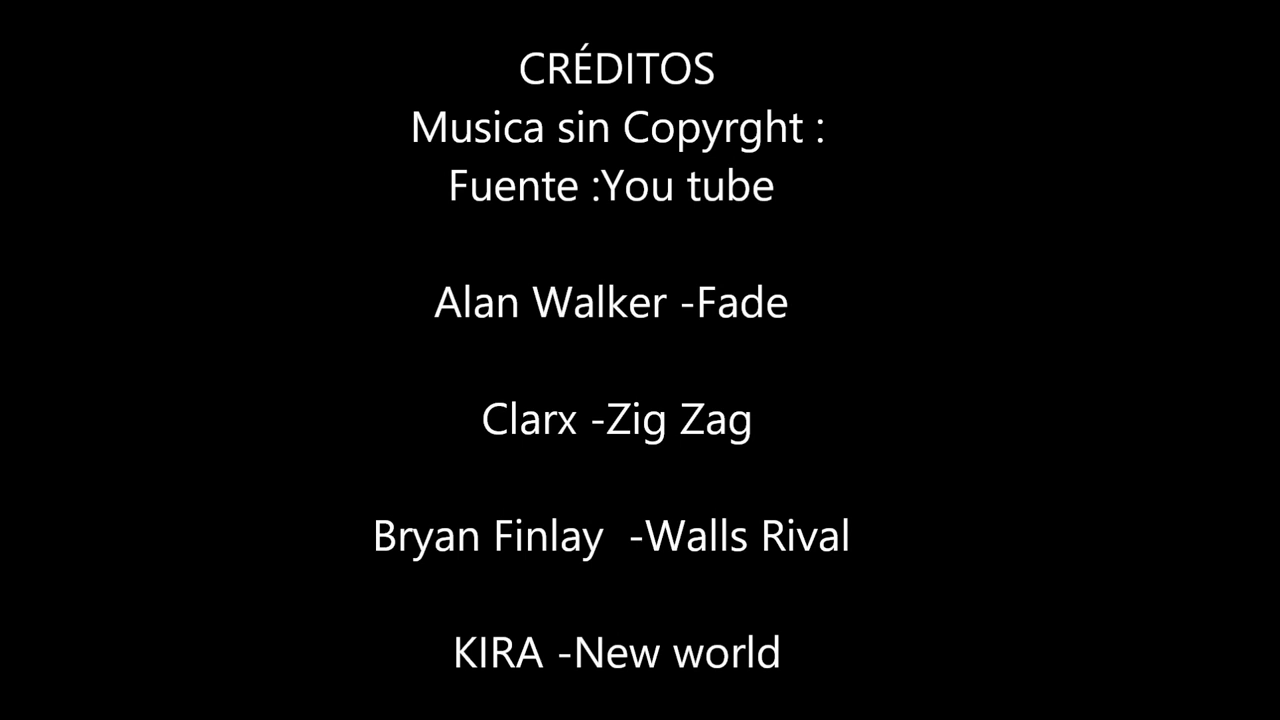 CRÉDITOS
Musica sin Copyrght :
Fuente :You tube
Alan Walker -Fade
Clarx -Zig Zag
Bryan Finlay  -Walls Rival
KIRA -New world